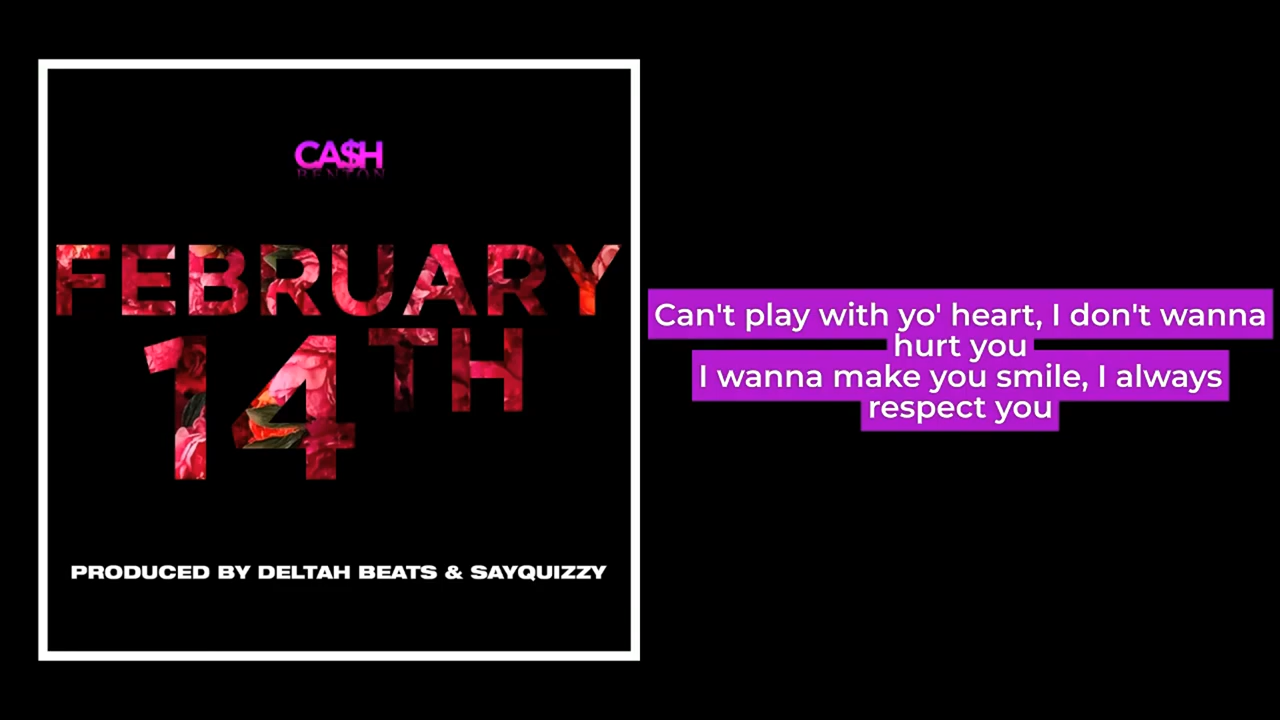 CA$H
BENTON
FEBRUARY
14TH
PRODUCED BY DELTAH BEATS & SAYQUIZZY
Can't play with yo' heart, I don't wanna
hurt you
I wanna make you smile, I always
respect you